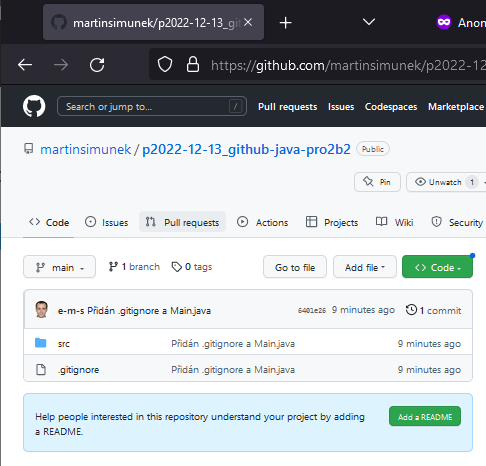 martinsimunek/p2022-12-13_git
Anon
https://github.com/martinsimunek/p2022-12
Search or jump to... /
Pull requests Issues Codespaces Marketplace
martinsimunek / p2022-12-13_github-java-pro2b2 Public
Pin Unwatch 1
Code Issues Pull requests Actions Projects Wiki Security
main 1 branch 0 tags Go to file Add file Code
e-m-s Přidán .gitignore a Main.java 6401e26 9 minutes ago 1 commit
src Přidán .gitignore a Main.java 9 minutes ago
.gitignore Přidán .gitignore a Main.java 9 minutes ago
Help people interested in this repository understand your project by adding
a README.
Add a README